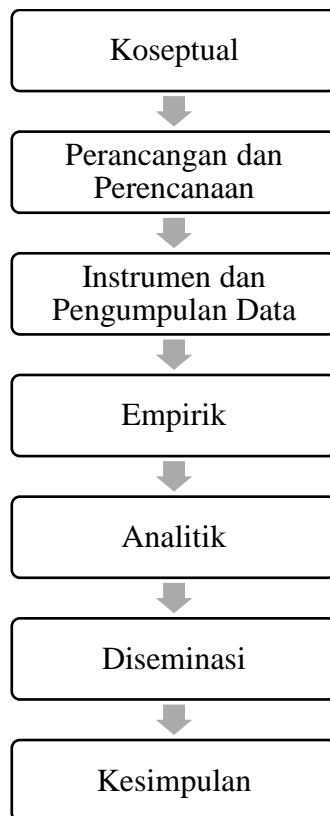 Koseptual
Perancangan dan
Perencanaan
Instrumen dan
Pengumpulan Data
Empirik
Analitik
Diseminasi
Kesimpulan